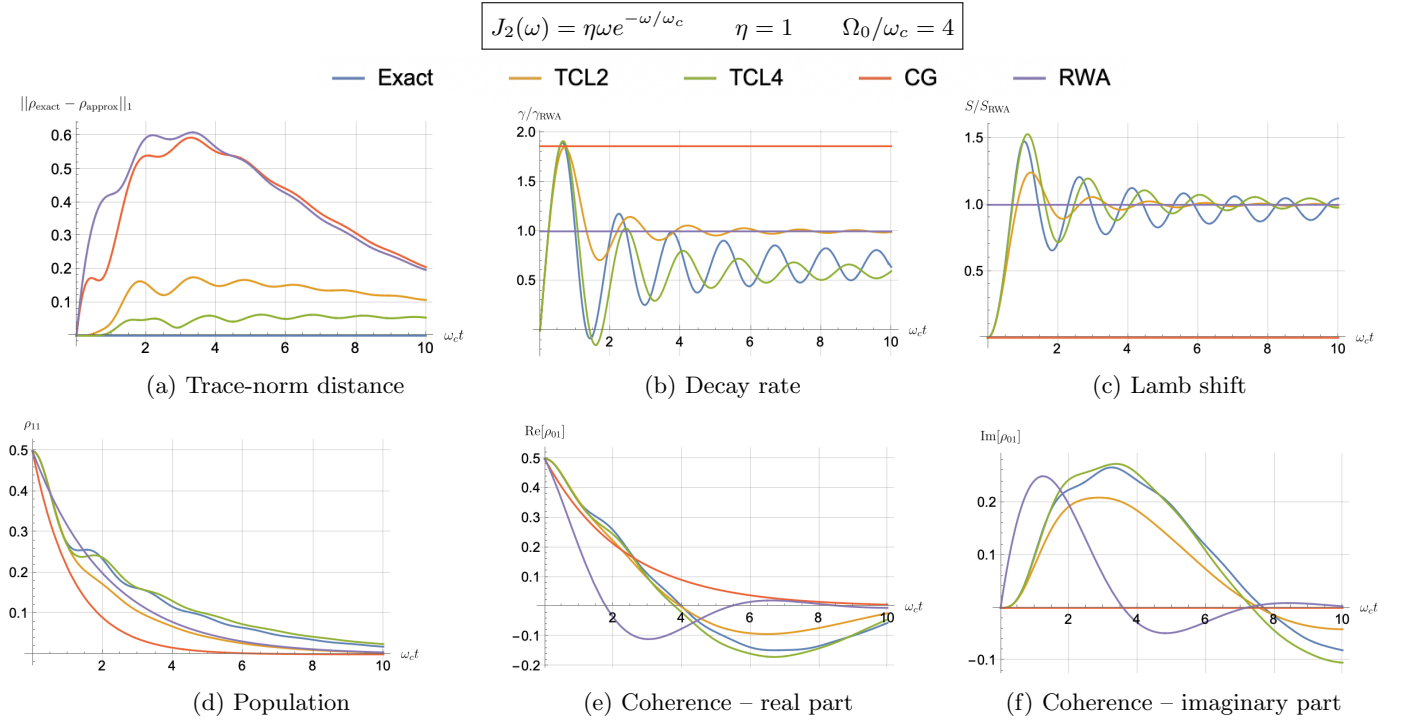 J₂(ω) = ηωe^{−ω/ω_c} η = 1 Ω₀/ω_c = 4
Exact TCL2 TCL4 CG RWA
||ρ_exact − ρ_approx||₁
0.6
0.5
0.4
0.3
0.2
0.1
2 4 6 8 10
ω_c t
(a) Trace-norm distance
γ/γ_RWA
2.0
1.5
1.0
0.5
2 4 6 8 10
ω_c t
(b) Decay rate
S/S_RWA
1.5
1.0
0.5
2 4 6 8 10
ω_c t
(c) Lamb shift
ρ₁₁
0.5
0.4
0.3
0.2
0.1
2 4 6 8 10
ω_c t
(d) Population
Re[ρ₀₁]
0.5
0.4
0.3
0.2
0.1
−0.1
−0.2
2 4 6 8 10
ω_c t
(e) Coherence – real part
Im[ρ₀₁]
0.2
0.1
−0.1
2 4 6 8 10
ω_c t
(f) Coherence – imaginary part